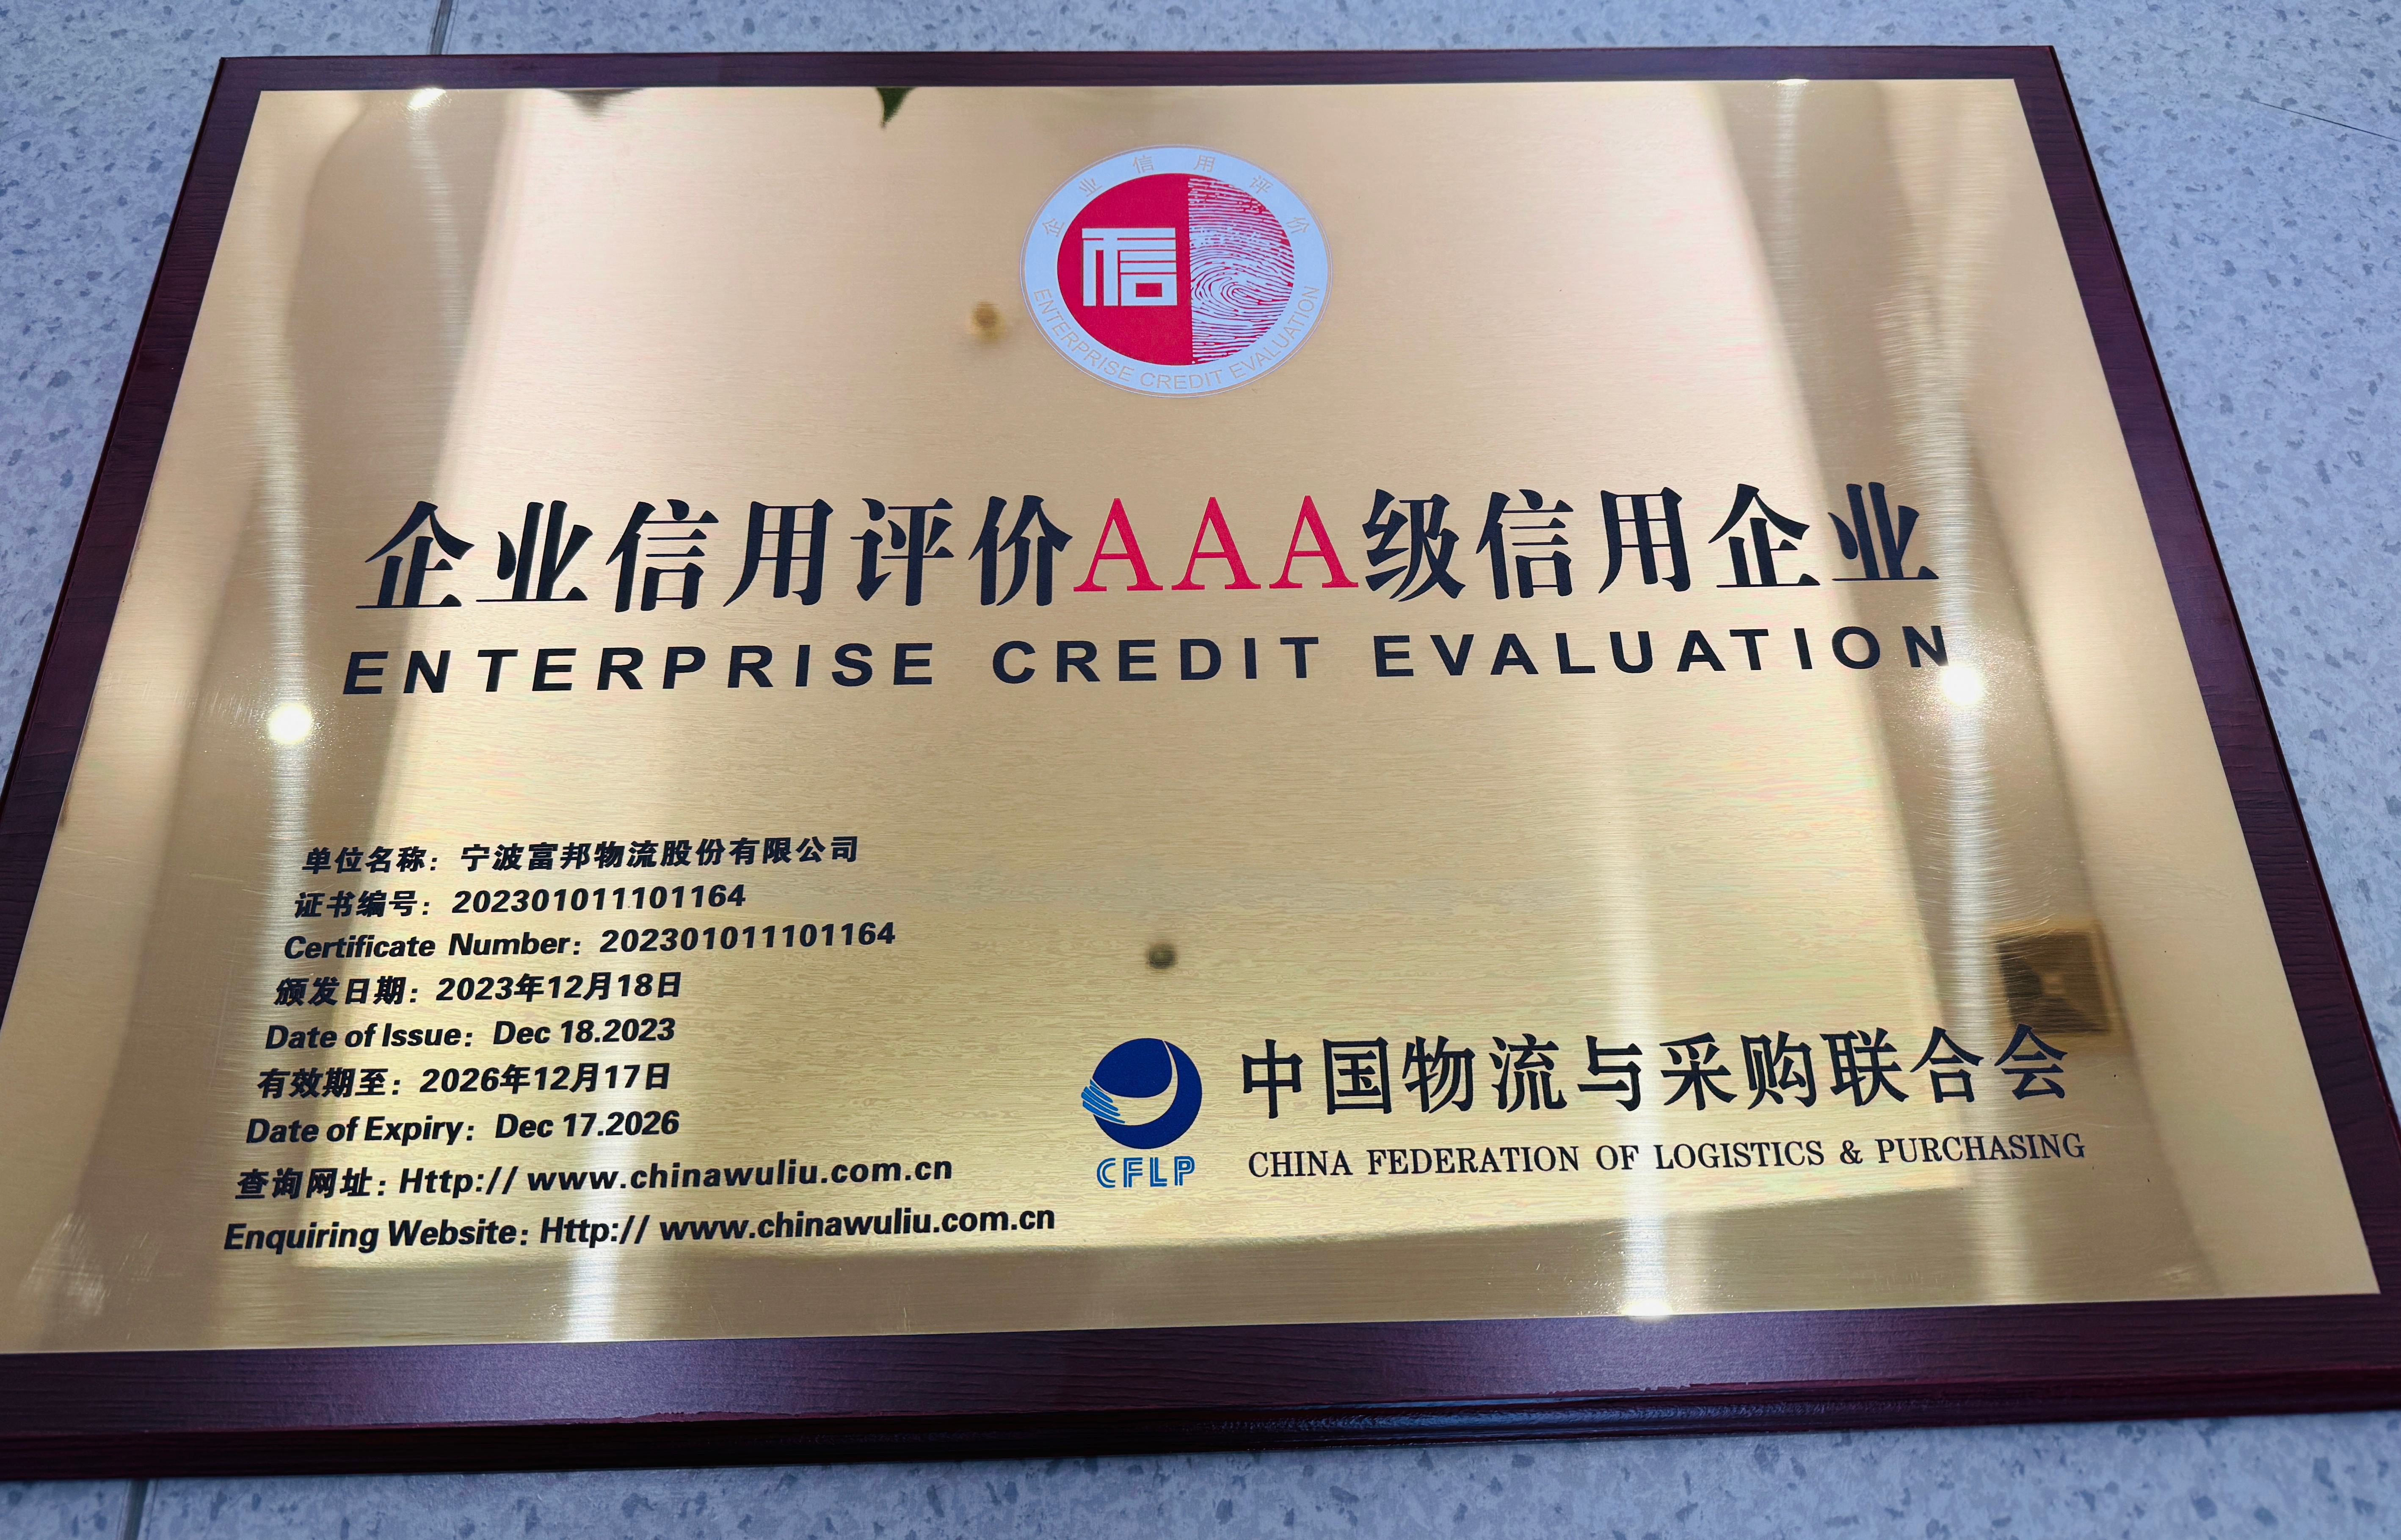 企业信用评价
信
ENTERPRISE CREDIT EVALUATION
企业信用评价AAA级信用企业
ENTERPRISE CREDIT EVALUATION
单位名称：宁波富邦物流股份有限公司
证书编号：202301011101164
Certificate Number：202301011101164
颁发日期：2023年12月18日
Date of Issue：Dec 18.2023
有效期至：2026年12月17日
Date of Expiry：Dec 17.2026
查询网址：Http:// www.chinawuliu.com.cn
Enquiring Website：Http:// www.chinawuliu.com.cn
中国物流与采购联合会
CFLP
CHINA FEDERATION OF LOGISTICS & PURCHASING